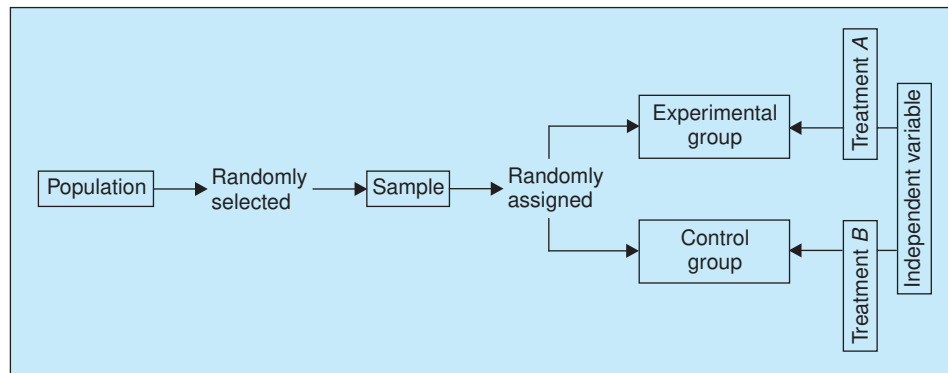 Population
Randomly
selected
Sample
Randomly
assigned
Experimental
group
Control
group
Treatment A
Treatment B
Independent variable